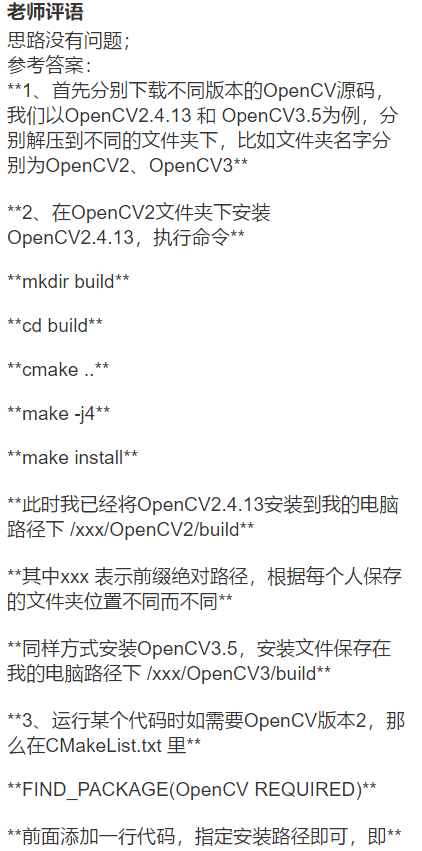 老师评语
思路没有问题；
参考答案：
**1、首先分别下载不同版本的OpenCV源码，
我们以OpenCV2.4.13 和 OpenCV3.5为例，分
别解压到不同的文件夹下，比如文件夹名字分
别为OpenCV2、OpenCV3**
**2、在OpenCV2文件夹下安装
OpenCV2.4.13，执行命令**
**mkdir build**
**cd build**
**cmake ..**
**make -j4**
**make install**
**此时我已经将OpenCV2.4.13安装到我的电脑
路径下 /xxx/OpenCV2/build**
**其中xxx 表示前缀绝对路径，根据每个人保存
的文件夹位置不同而不同**
**同样方式安装OpenCV3.5，安装文件保存在
我的电脑路径下 /xxx/OpenCV3/build**
**3、运行某个代码时如需要OpenCV版本2，那
么在CMakeList.txt 里**
**FIND_PACKAGE(OpenCV REQUIRED)**
**前面添加一行代码，指定安装路径即可，即**